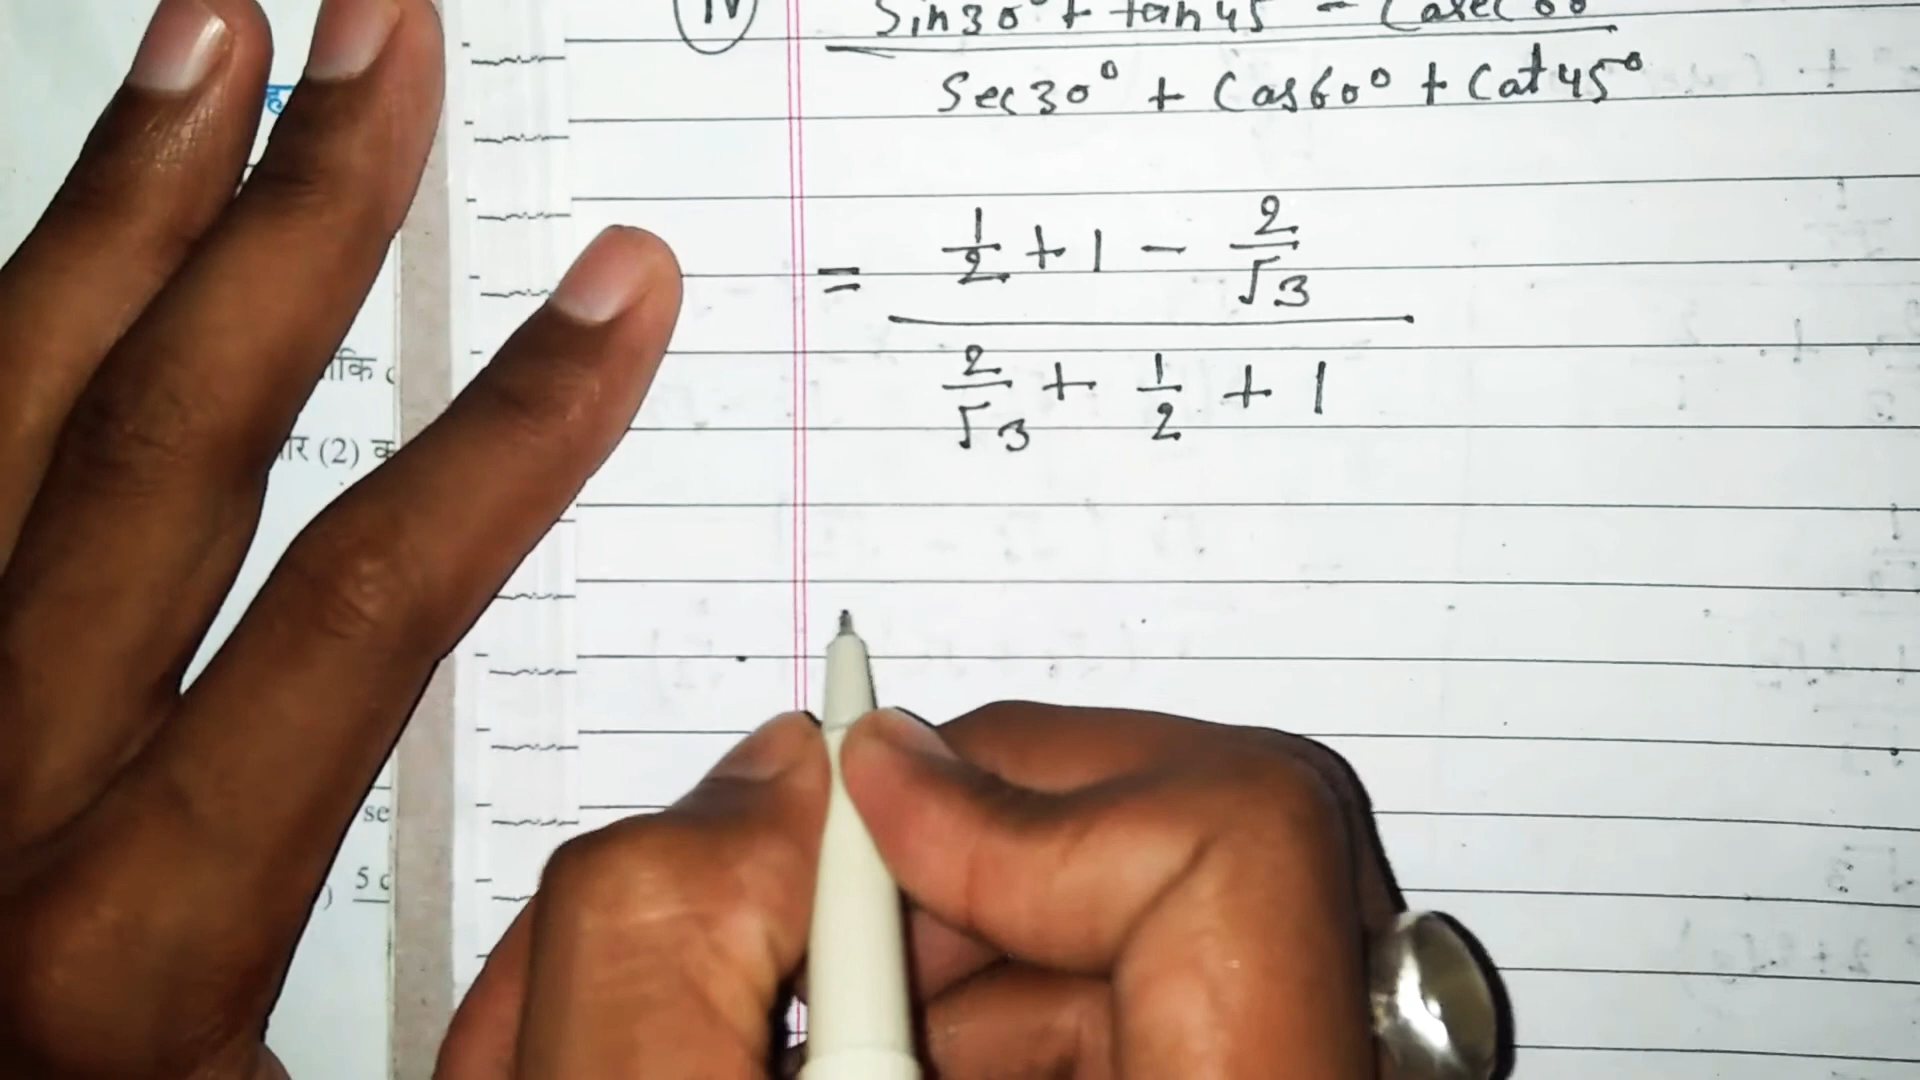 iv
Sin30° + tan45° - Cosec60°
Sec30° + Cos60° + Cot45°
= 1/2 + 1 - 2/√3
2/√3 + 1/2 + 1
(2)
se
5 c